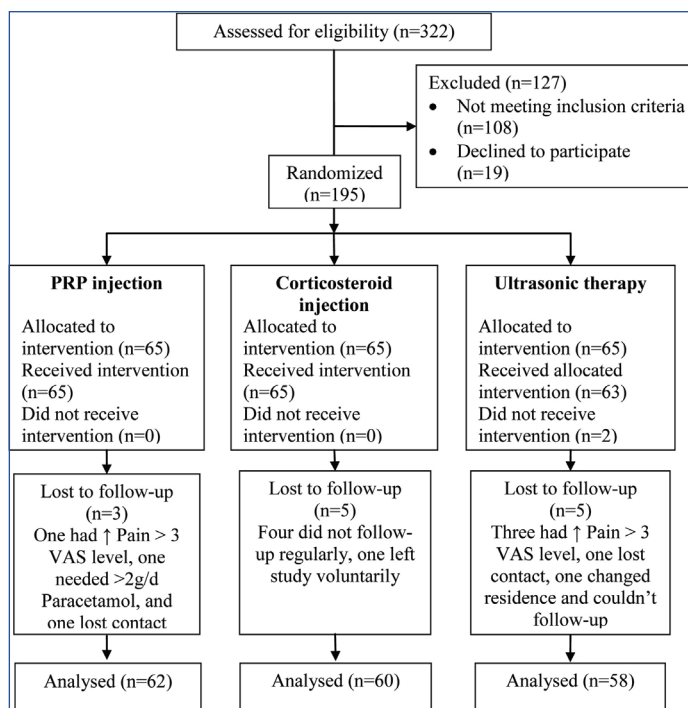 Assessed for eligibility (n=322)
Excluded (n=127)
• Not meeting inclusion criteria
(n=108)
• Declined to participate
(n=19)
Randomized
(n=195)
PRP injection
Allocated to
intervention (n=65)
Received intervention
(n=65)
Did not receive
intervention (n=0)
Corticosteroid
injection
Allocated to
intervention (n=65)
Received intervention
(n=65)
Did not receive
intervention (n=0)
Ultrasonic therapy
Allocated to
intervention (n=65)
Received allocated
intervention (n=63)
Did not receive
intervention (n=2)
Lost to follow-up
(n=3)
One had ↑ Pain > 3
VAS level, one
needed >2g/d
Paracetamol, and
one lost contact
Lost to follow-up
(n=5)
Four did not follow-
up regularly, one left
study voluntarily
Lost to follow-up
(n=5)
Three had ↑ Pain > 3
VAS level, one lost
contact, one changed
residence and couldn’t
follow-up
Analysed (n=62)
Analysed (n=60)
Analysed (n=58)